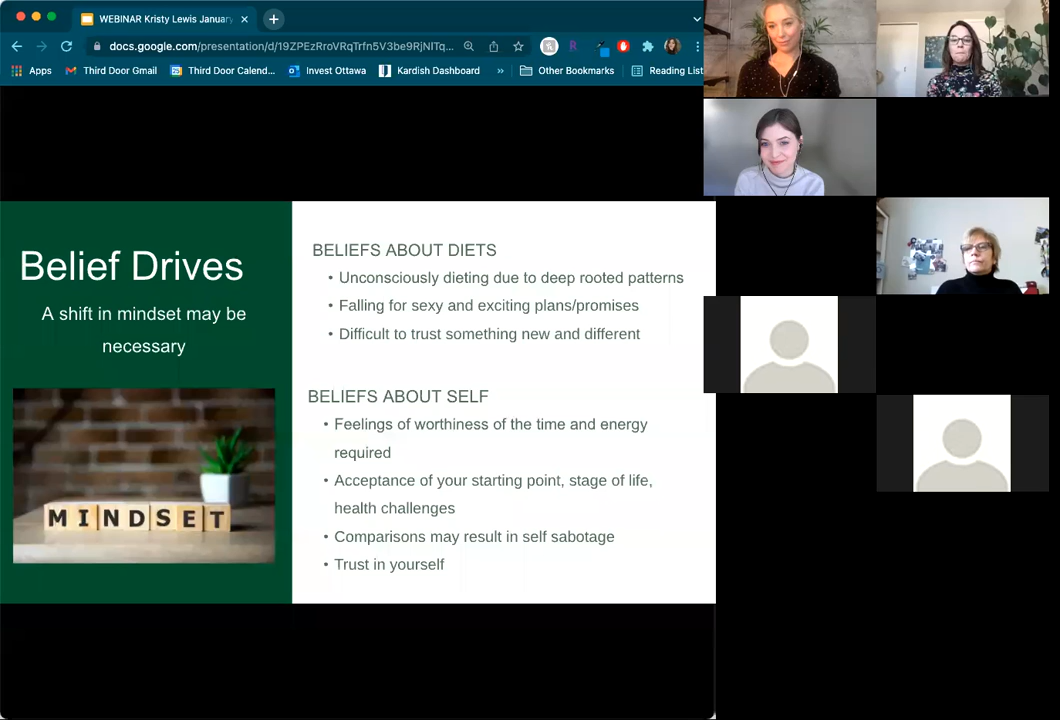 WEBINAR Kristy Lewis January
docs.google.com/presentation/d/19ZPEzRroVRqTrfn5V3be9RjNITq...
Apps
Third Door Gmail
Third Door Calend...
Invest Ottawa
Kardish Dashboard
»
Other Bookmarks
Reading List
Belief Drives
A shift in mindset may be
necessary
MINDSET
BELIEFS ABOUT DIETS
• Unconsciously dieting due to deep rooted patterns
• Falling for sexy and exciting plans/promises
• Difficult to trust something new and different
BELIEFS ABOUT SELF
• Feelings of worthiness of the time and energy
required
• Acceptance of your starting point, stage of life,
health challenges
• Comparisons may result in self sabotage
• Trust in yourself